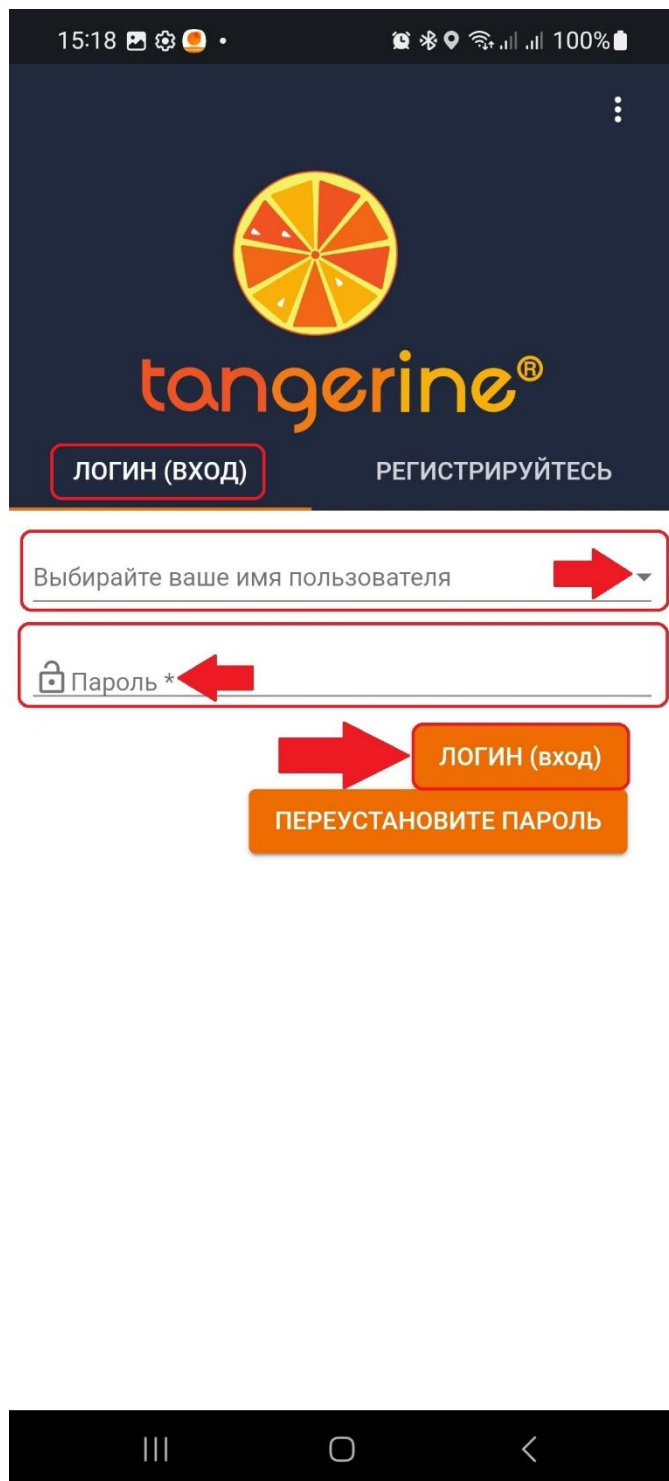 15:18
100%
tangerine®
ЛОГИН (ВХОД)
РЕГИСТРИРУЙТЕСЬ
Выбирайте ваше имя пользователя
Пароль *
ЛОГИН (вход)
ПЕРЕУСТАНОВИТЕ ПАРОЛЬ